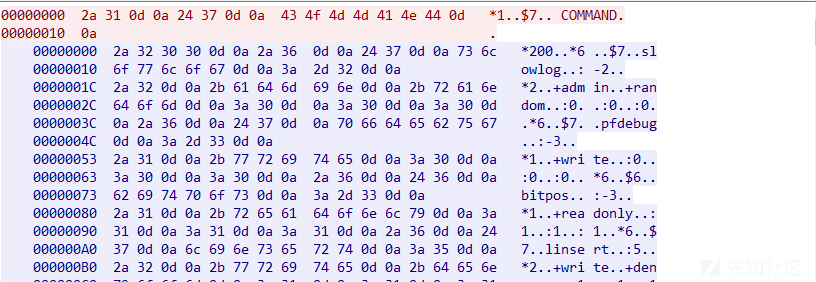 00000000 2a 31 0d 0a 24 37 0d 0a 43 4f 4d 4d 41 4e 44 0d *1..$7.. COMMAND.
00000010 0a .
00000000 2a 32 30 30 0d 0a 2a 36 0d 0a 24 37 0d 0a 73 6c *200..*6 ..$7..sl
00000010 6f 77 6c 6f 67 0d 0a 3a 2d 32 0d 0a owlog..: -2..
0000001C 2a 32 0d 0a 2b 61 64 6d 69 6e 0d 0a 2b 72 61 6e *2..+adm in..+ran
0000002C 64 6f 6d 0d 0a 3a 30 0d 0a 3a 30 0d 0a 3a 30 0d dom..:0. .:0..:0.
0000003C 0a 2a 36 0d 0a 24 37 0d 0a 70 66 64 65 62 75 67 .*6..$7. .pfdebug
0000004C 0d 0a 3a 2d 33 0d 0a ..:-3..
00000053 2a 31 0d 0a 2b 77 72 69 74 65 0d 0a 3a 30 0d 0a *1..+wri te..:0..
00000063 3a 30 0d 0a 3a 30 0d 0a 2a 36 0d 0a 24 36 0d 0a :0..:0.. *6..$6..
00000073 62 69 74 70 6f 73 0d 0a 3a 2d 33 0d 0a bitpos.. :-3..
00000080 2a 31 0d 0a 2b 72 65 61 64 6f 6e 6c 79 0d 0a 3a *1..+rea donly..:
00000090 31 0d 0a 3a 31 0d 0a 3a 31 0d 0a 2a 36 0d 0a 24 1..:1..: 1..*6..$
000000A0 37 0d 0a 6c 69 6e 73 65 72 74 0d 0a 3a 35 0d 0a 7..linse rt..:5..
000000B0 2a 32 0d 0a 2b 77 72 69 74 65 0d 0a 2b 64 65 6e *2..+wri te..+den
先知社区